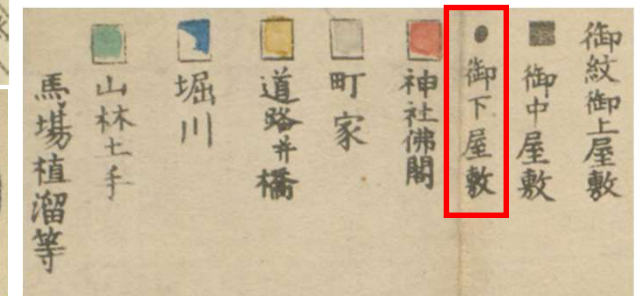 御紋御上屋敷
御中屋敷
御下屋敷
神社佛閣
町家
道路并橋
堀川
山林土手
馬場植溜等